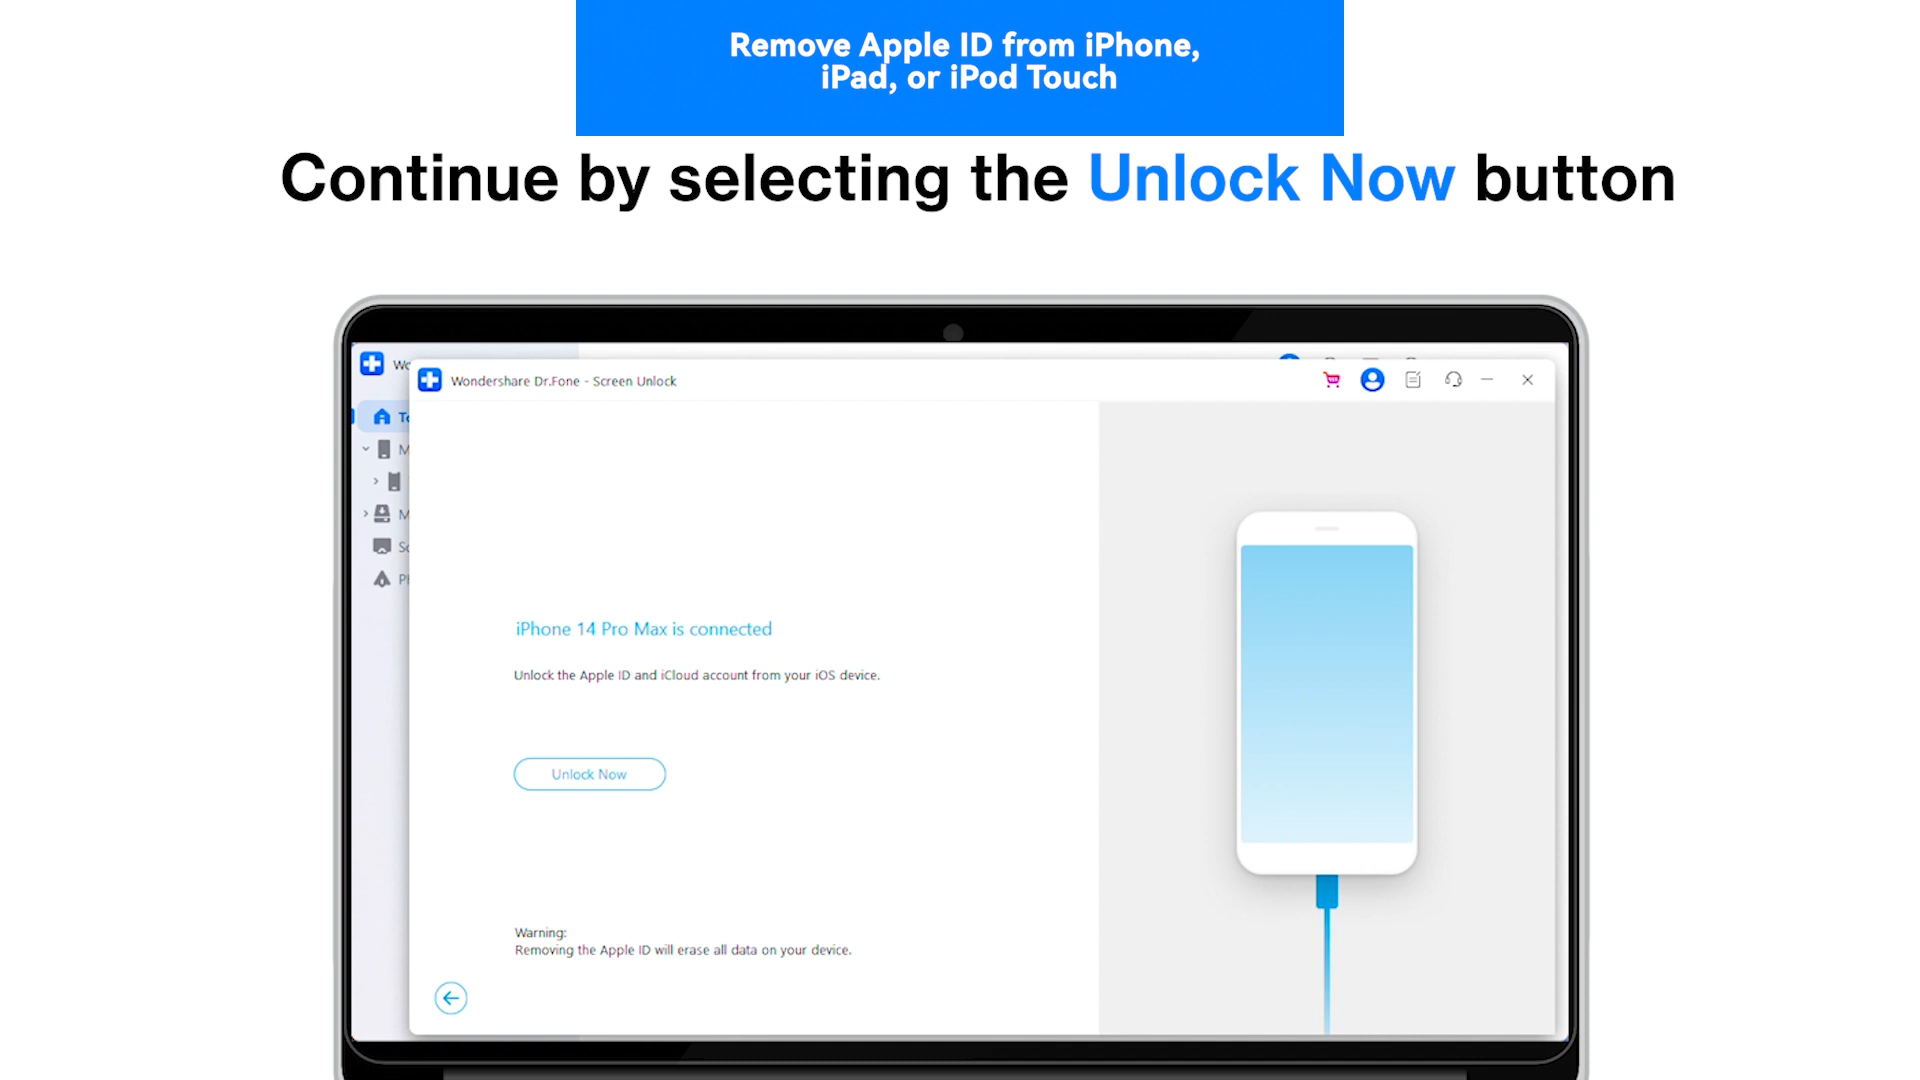 Remove Apple ID from iPhone,
iPad, or iPod Touch
Continue by selecting the Unlock Now button
Wondershare Dr.Fone - Screen Unlock
iPhone 14 Pro Max is connected
Unlock the Apple ID and iCloud account from your iOS device.
Unlock Now
Warning:
Removing the Apple ID will erase all data on your device.